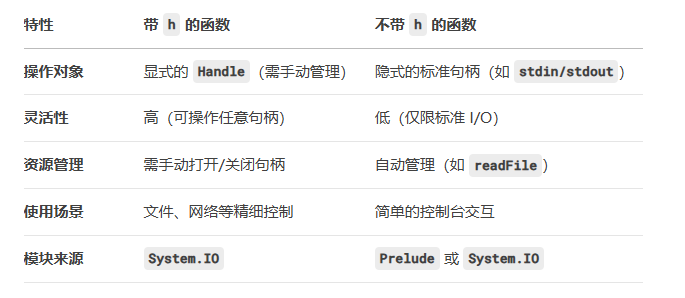 特性 带 h 的函数 不带 h 的函数
操作对象 显式的 Handle（需手动管理） 隐式的标准句柄（如 stdin/stdout）
灵活性 高（可操作任意句柄） 低（仅限标准 I/O）
资源管理 需手动打开/关闭句柄 自动管理（如 readFile）
使用场景 文件、网络等精细控制 简单的控制台交互
模块来源 System.IO Prelude 或 System.IO